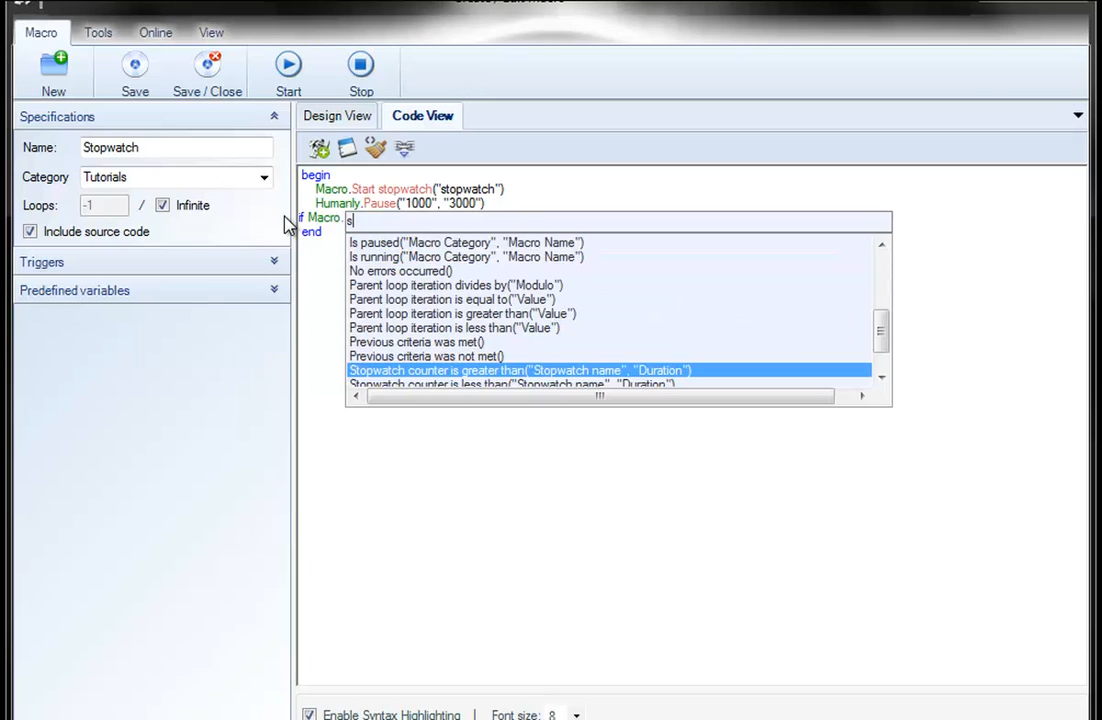 Macro Tools Online View
New Save Save / Close Start Stop
Specifications
Name: Stopwatch
Category Tutorials
Loops: -1 / Infinite
Include source code
Triggers
Predefined variables
Design View Code View
begin
Macro.Start stopwatch("stopwatch")
Humanly.Pause("1000", "3000")
if Macro. s
end
Is paused("Macro Category", "Macro Name")
Is running("Macro Category", "Macro Name")
No errors occurred()
Parent loop iteration divides by("Modulo")
Parent loop iteration is equal to("Value")
Parent loop iteration is greater than("Value")
Parent loop iteration is less than("Value")
Previous criteria was met()
Previous criteria was not met()
Stopwatch counter is greater than("Stopwatch name", "Duration")
Stopwatch counter is less than("Stopwatch name", "Duration")
Enable Syntax Highlighting | Font size: 8